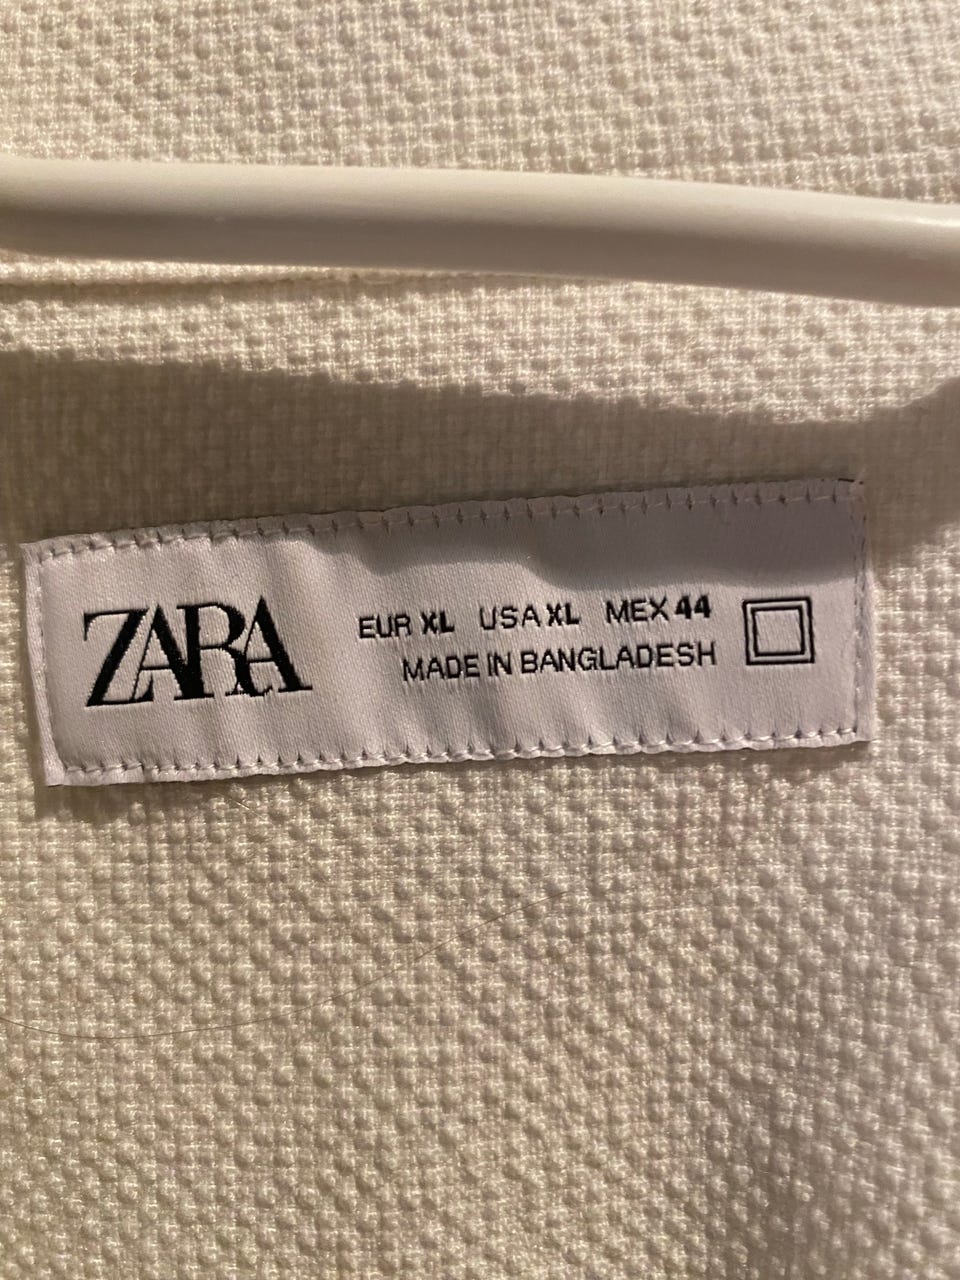 ZARA
EUR XL USA XL MEX 44
MADE IN BANGLADESH